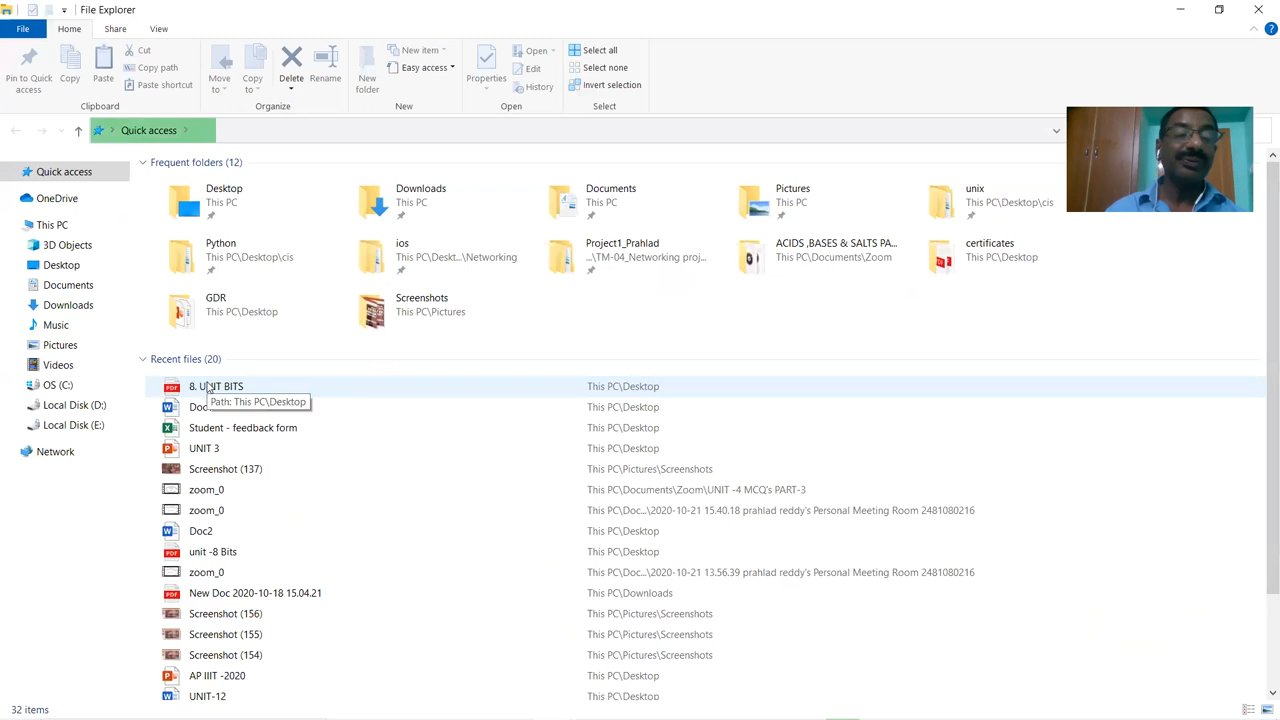 File Explorer
File
Home
Share
View
Pin to Quick access
Copy
Paste
Cut
Copy path
Paste shortcut
Move to
Copy to
Delete
Rename
New folder
New item
Easy access
Properties
Open
Edit
History
Select all
Select none
Invert selection
Clipboard
Organize
New
Open
Select
Quick access
Quick access
OneDrive
This PC
3D Objects
Desktop
Documents
Downloads
Music
Pictures
Videos
OS (C:)
Local Disk (D:)
Local Disk (E:)
Network
Frequent folders (12)
Desktop
This PC
Downloads
This PC
Documents
This PC
Pictures
This PC
unix
This PC\Desktop\cis
Python
This PC\Desktop\cis
ios
This PC\Deskt...\Networking
Project1_Prahlad
...\TM-04_Networking proj...
ACIDS ,BASES & SALTS PA...
This PC\Documents\Zoom
certificates
This PC\Desktop
GDR
This PC\Desktop
Screenshots
This PC\Pictures
Recent files (20)
8. UNIT BITS This PC\Desktop
Path: This PC\Desktop
This PC\Desktop
Student - feedback form This PC\Desktop
UNIT 3 This PC\Desktop
Screenshot (137) This PC\Pictures\Screenshots
zoom_0 This PC\Documents\Zoom\UNIT -4 MCQ's PART-3
zoom_0 This PC\Doc...\2020-10-21 15.40.18 prahlad reddy's Personal Meeting Room 2481080216
Doc2 This PC\Desktop
unit -8 Bits This PC\Desktop
zoom_0 This PC\Doc...\2020-10-21 13.56.39 prahlad reddy's Personal Meeting Room 2481080216
New Doc 2020-10-18 15.04.21 This PC\Downloads
Screenshot (156) This PC\Pictures\Screenshots
Screenshot (155) This PC\Pictures\Screenshots
Screenshot (154) This PC\Pictures\Screenshots
AP IIIT -2020 This PC\Desktop
UNIT-12 This PC\Desktop
32 items